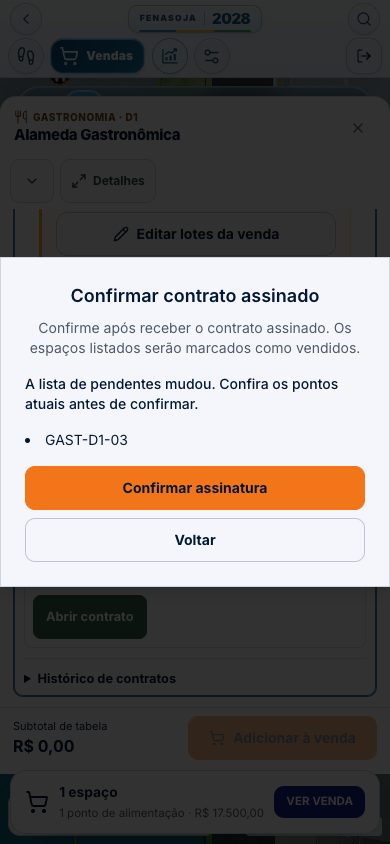 FENASOJA 2028
Vendas
GASTRONOMIA · D1
Alameda Gastronômica
Detalhes
Editar lotes da venda
Confirmar contrato assinado
Confirme após receber o contrato assinado. Os
espaços listados serão marcados como vendidos.
A lista de pendentes mudou. Confira os pontos
atuais antes de confirmar.
• GAST-D1-03
Confirmar assinatura
Voltar
Abrir contrato
Histórico de contratos
Subtotal de tabela
R$ 0,00
Adicionar à venda
1 espaço
1 ponto de alimentação · R$ 17.500,00
VER VENDA